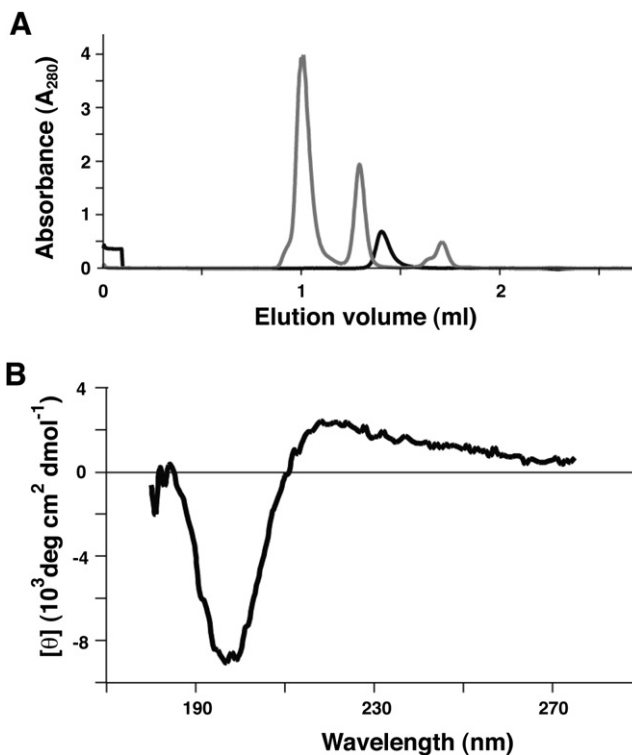 A
Absorbance (A280)
4
3
2
1
0
0
1
2
Elution volume (ml)
B
[θ] (10³deg cm² dmol⁻¹)
4
0
-4
-8
190
230
270
Wavelength (nm)